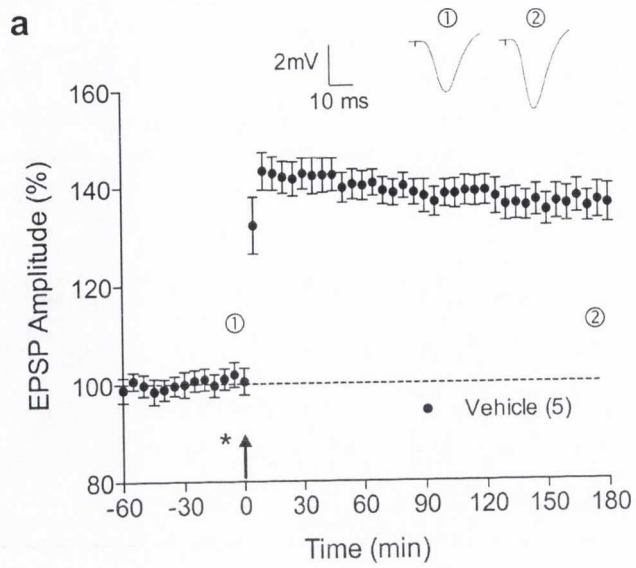 a
① ②
2mV
10 ms
160
140
120
100
80
EPSP Amplitude (%)
① ②
Vehicle (5)
*
-60 -30 0 30 60 90 120 150 180
Time (min)